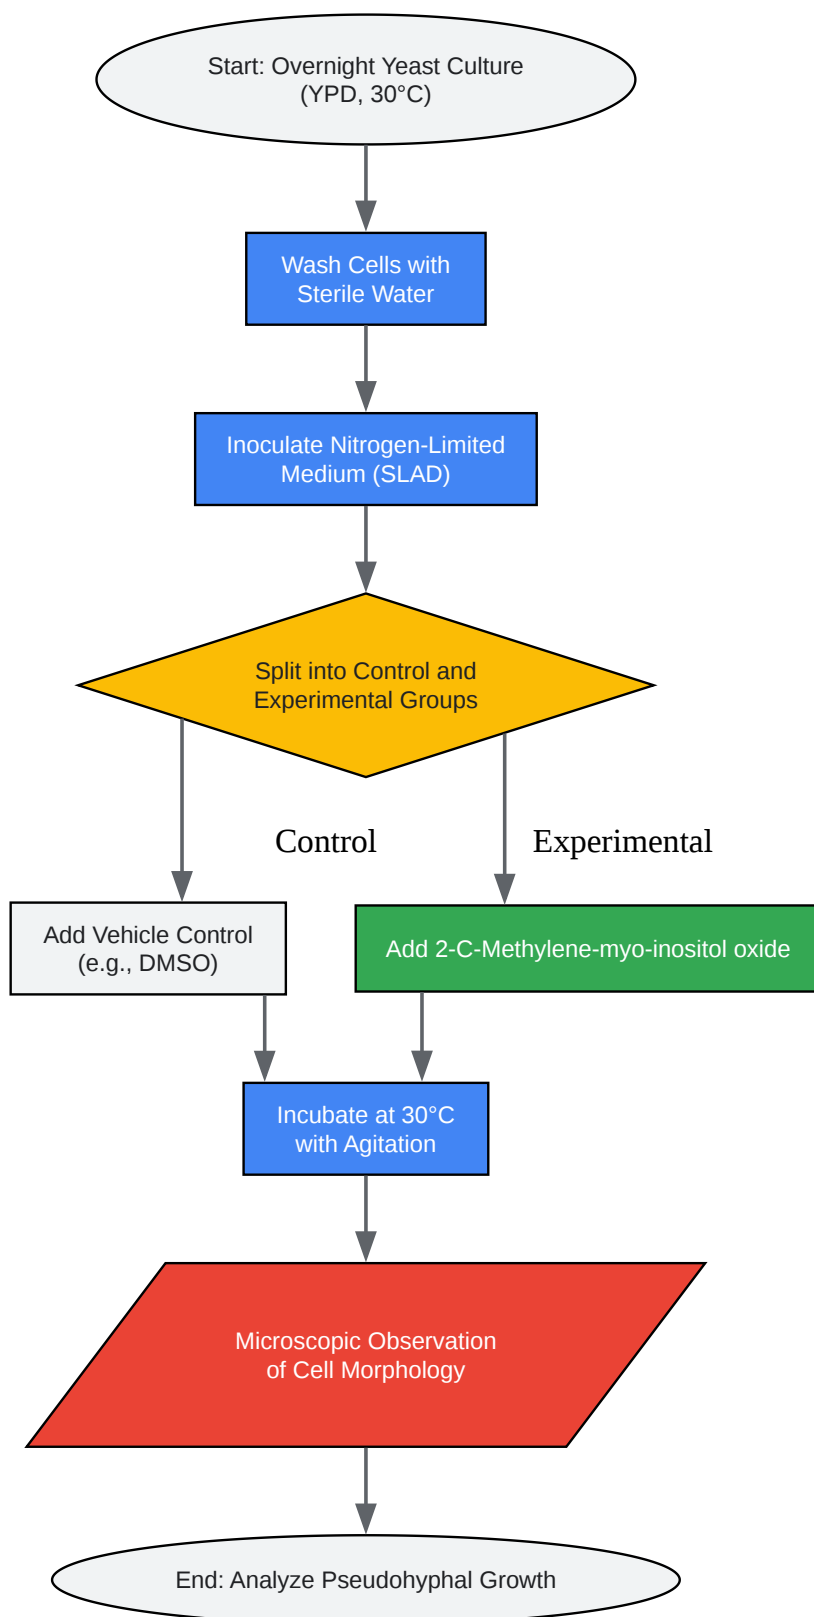 Start: Overnight Yeast Culture
(YPD, 30°C)
Wash Cells with
Sterile Water
Inoculate Nitrogen-Limited
Medium (SLAD)
Split into Control and
Experimental Groups
Control
Experimental
Add Vehicle Control
(e.g., DMSO)
Add 2-C-Methylene-myo-inositol oxide
Incubate at 30°C
with Agitation
Microscopic Observation
of Cell Morphology
End: Analyze Pseudohyphal Growth